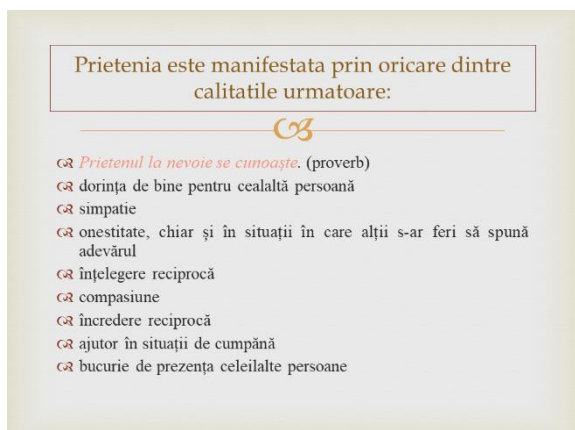 Prietenia este manifestata prin oricare dintre
calitatile urmatoare:
Prietenul la nevoie se cunoaște. (proverb)
dorința de bine pentru cealaltă persoană
simpatie
onestitate, chiar și în situații în care alții s-ar feri să spună
adevărul
înțelegere reciprocă
compasiune
încredere reciprocă
ajutor în situații de cumpănă
bucurie de prezența celeilalte persoane